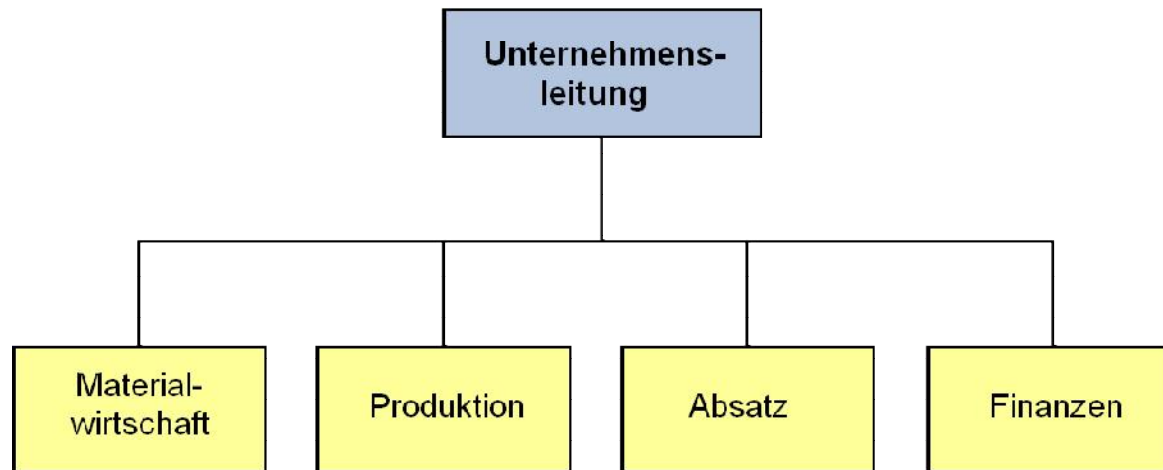 Unternehmens-
leitung
Material-
wirtschaft
Produktion
Absatz
Finanzen